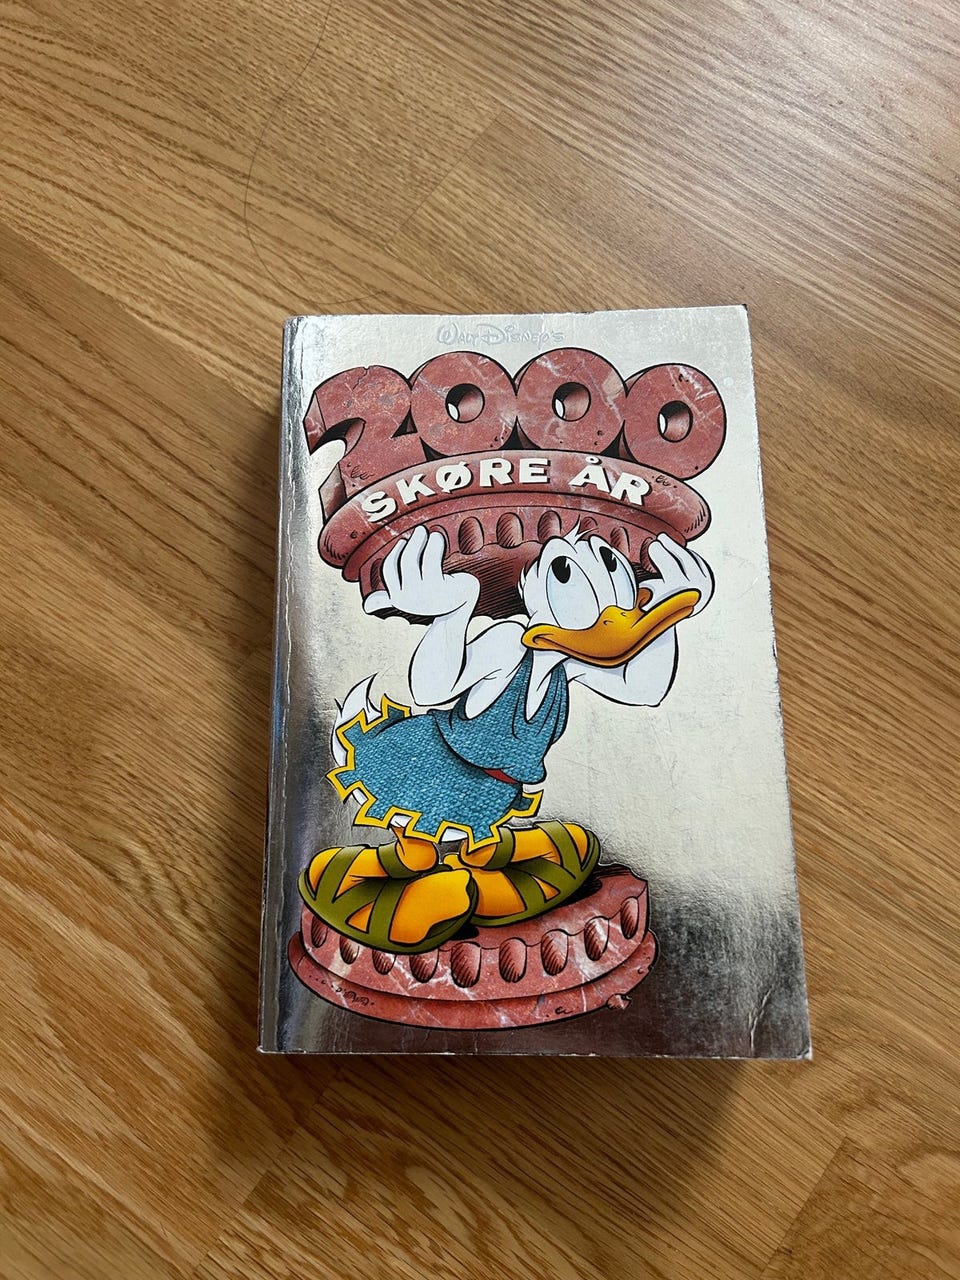 WALT DISNEY'S
2000
SKØRE ÅR